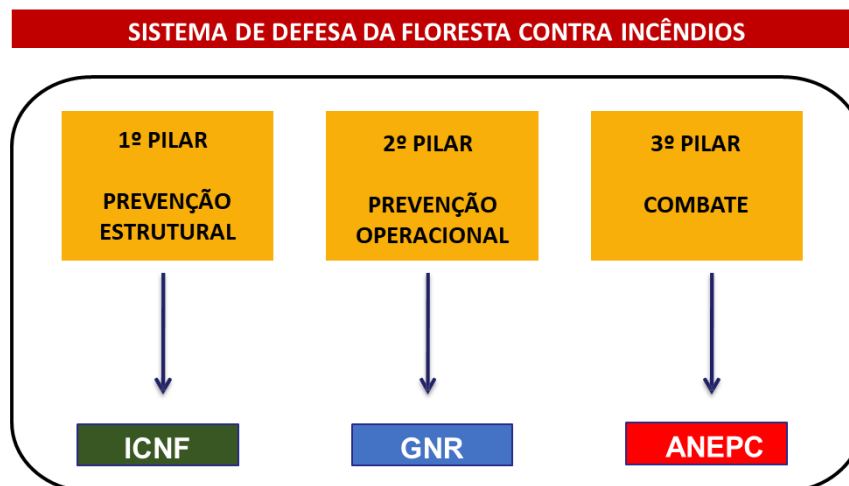 SISTEMA DE DEFESA DA FLORESTA CONTRA INCÊNDIOS
1º PILAR
PREVENÇÃO
ESTRUTURAL
2º PILAR
PREVENÇÃO
OPERACIONAL
3º PILAR
COMBATE
ICNF
GNR
ANEPC